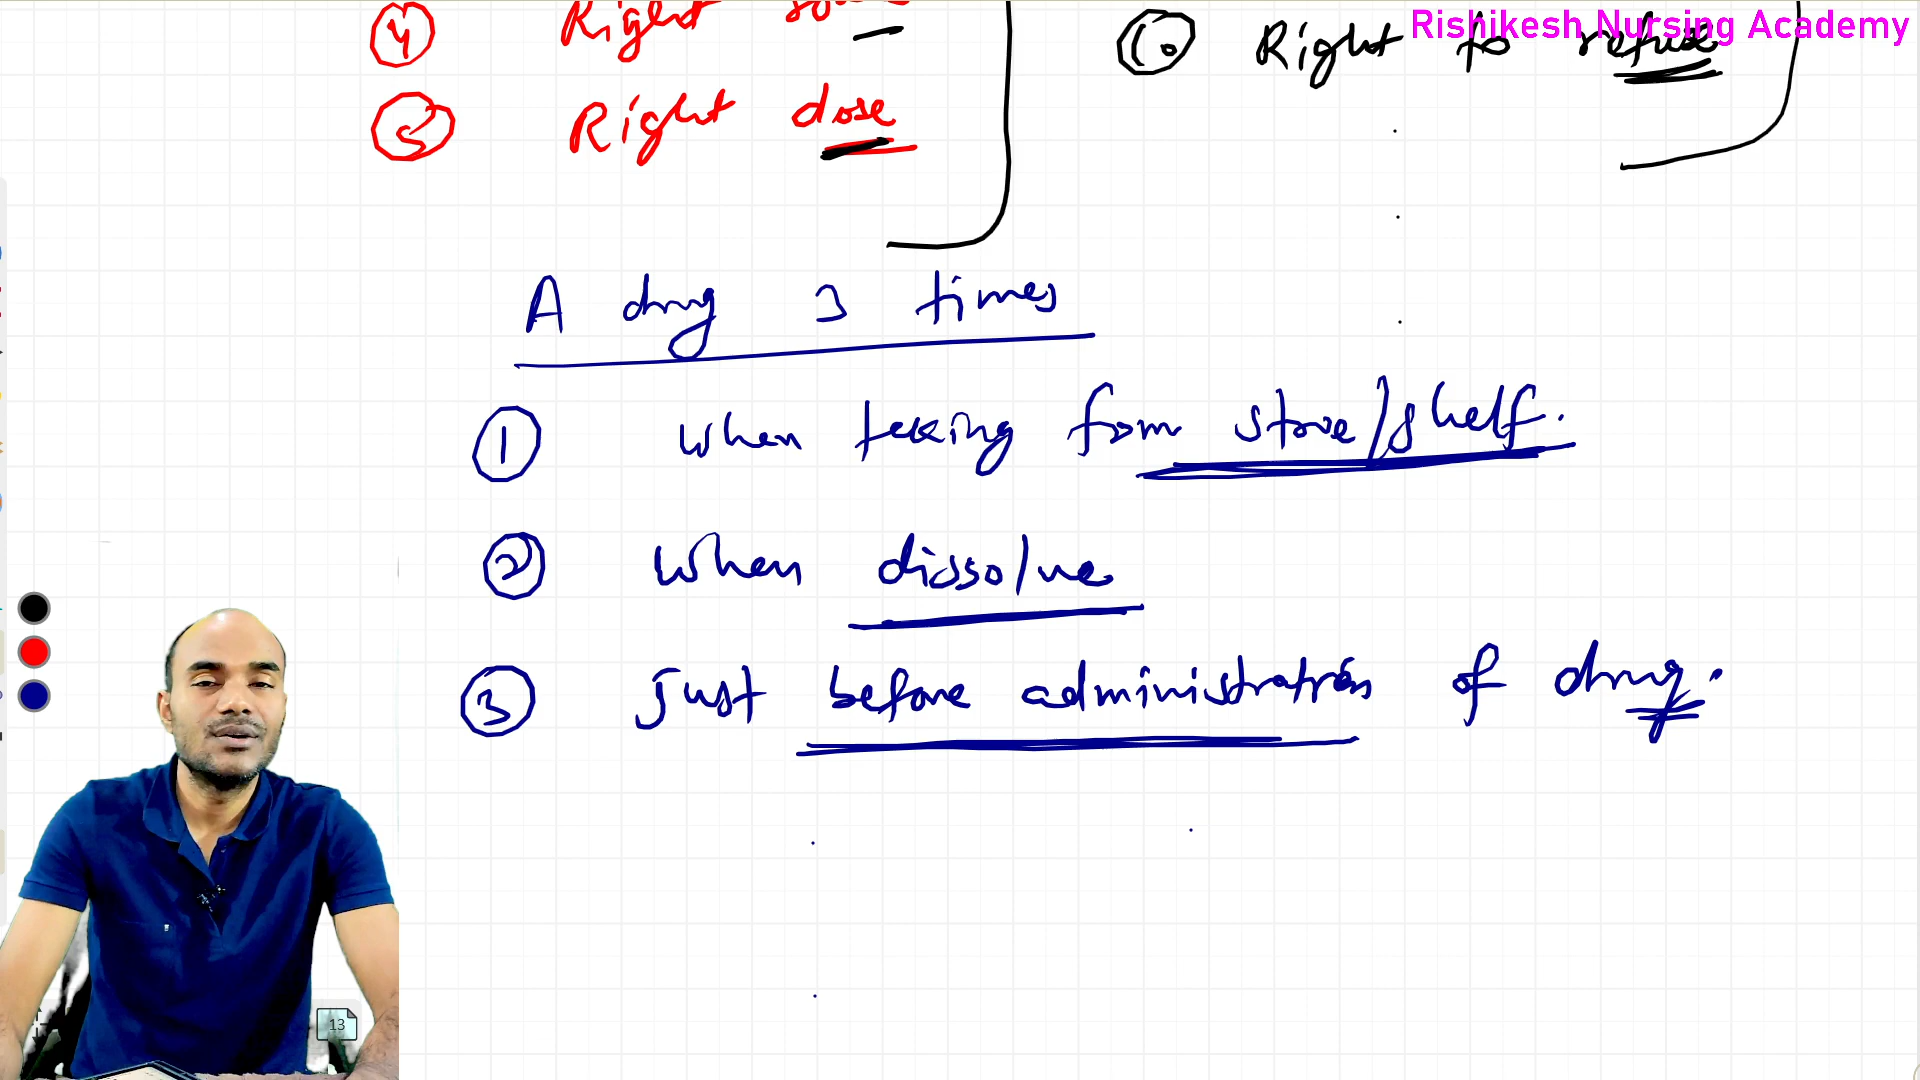 Rishikesh Nursing Academy
4 Right
5 Right dose
10 Right to refuse
A drug 3 times
1 When taking from store/shelf.
2 When dissolve
3 just before administration of drug.
13